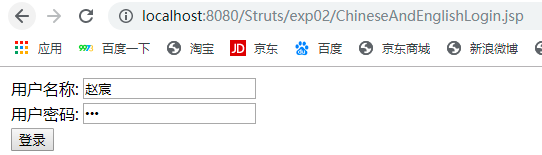 localhost:8080/Struts/exp02/ChineseAndEnglishLogin.jsp
应用 百度一下 淘宝 JD 京东 百度 京东商城 新浪微博
用户名称: 赵宸
用户密码: •••
登录